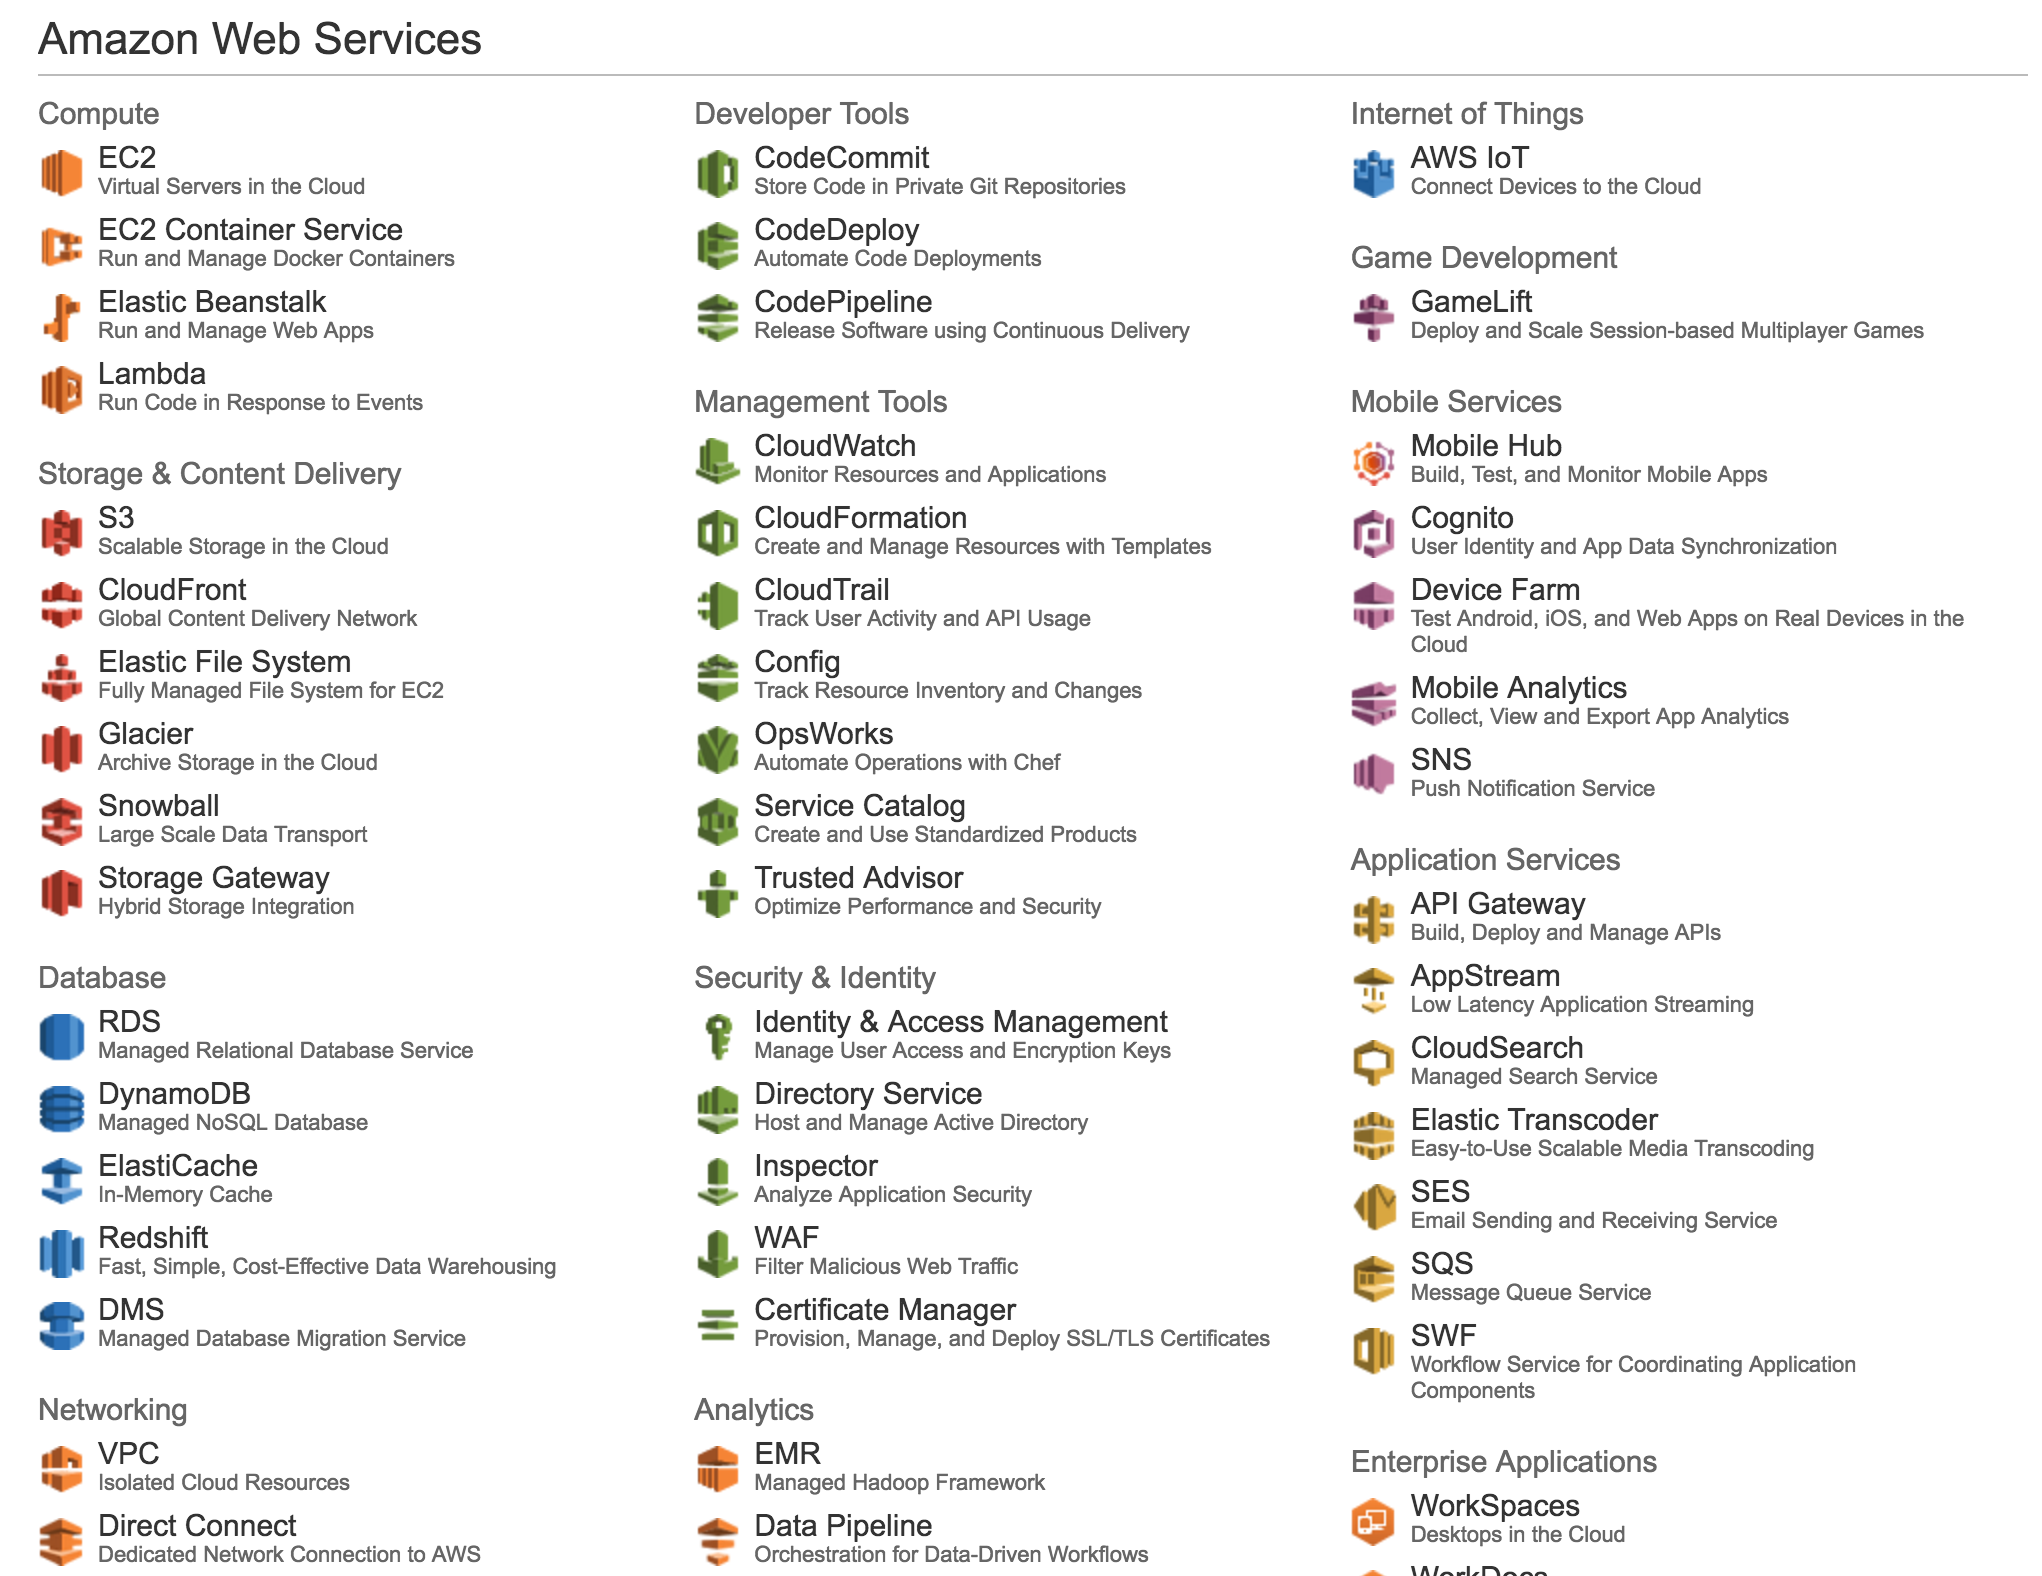 Amazon Web Services
Compute
EC2
Virtual Servers in the Cloud
EC2 Container Service
Run and Manage Docker Containers
Elastic Beanstalk
Run and Manage Web Apps
Lambda
Run Code in Response to Events
Storage & Content Delivery
S3
Scalable Storage in the Cloud
CloudFront
Global Content Delivery Network
Elastic File System
Fully Managed File System for EC2
Glacier
Archive Storage in the Cloud
Snowball
Large Scale Data Transport
Storage Gateway
Hybrid Storage Integration
Database
RDS
Managed Relational Database Service
DynamoDB
Managed NoSQL Database
ElastiCache
In-Memory Cache
Redshift
Fast, Simple, Cost-Effective Data Warehousing
DMS
Managed Database Migration Service
Networking
VPC
Isolated Cloud Resources
Direct Connect
Dedicated Network Connection to AWS
Developer Tools
CodeCommit
Store Code in Private Git Repositories
CodeDeploy
Automate Code Deployments
CodePipeline
Release Software using Continuous Delivery
Management Tools
CloudWatch
Monitor Resources and Applications
CloudFormation
Create and Manage Resources with Templates
CloudTrail
Track User Activity and API Usage
Config
Track Resource Inventory and Changes
OpsWorks
Automate Operations with Chef
Service Catalog
Create and Use Standardized Products
Trusted Advisor
Optimize Performance and Security
Security & Identity
Identity & Access Management
Manage User Access and Encryption Keys
Directory Service
Host and Manage Active Directory
Inspector
Analyze Application Security
WAF
Filter Malicious Web Traffic
Certificate Manager
Provision, Manage, and Deploy SSL/TLS Certificates
Analytics
EMR
Managed Hadoop Framework
Data Pipeline
Orchestration for Data-Driven Workflows
Internet of Things
AWS IoT
Connect Devices to the Cloud
Game Development
GameLift
Deploy and Scale Session-based Multiplayer Games
Mobile Services
Mobile Hub
Build, Test, and Monitor Mobile Apps
Cognito
User Identity and App Data Synchronization
Device Farm
Test Android, iOS, and Web Apps on Real Devices in the
Cloud
Mobile Analytics
Collect, View and Export App Analytics
SNS
Push Notification Service
Application Services
API Gateway
Build, Deploy and Manage APIs
AppStream
Low Latency Application Streaming
CloudSearch
Managed Search Service
Elastic Transcoder
Easy-to-Use Scalable Media Transcoding
SES
Email Sending and Receiving Service
SQS
Message Queue Service
SWF
Workflow Service for Coordinating Application
Components
Enterprise Applications
WorkSpaces
Desktops in the Cloud
WorkDocs